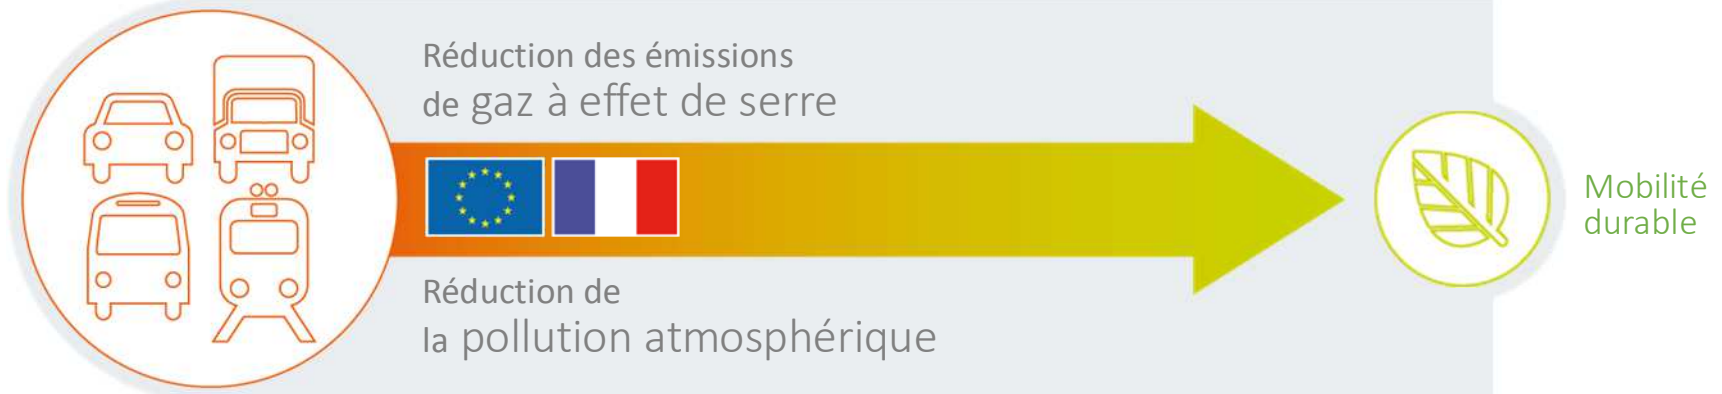 Réduction des émissions
de gaz à effet de serre
Réduction de
la pollution atmosphérique
Mobilité
durable